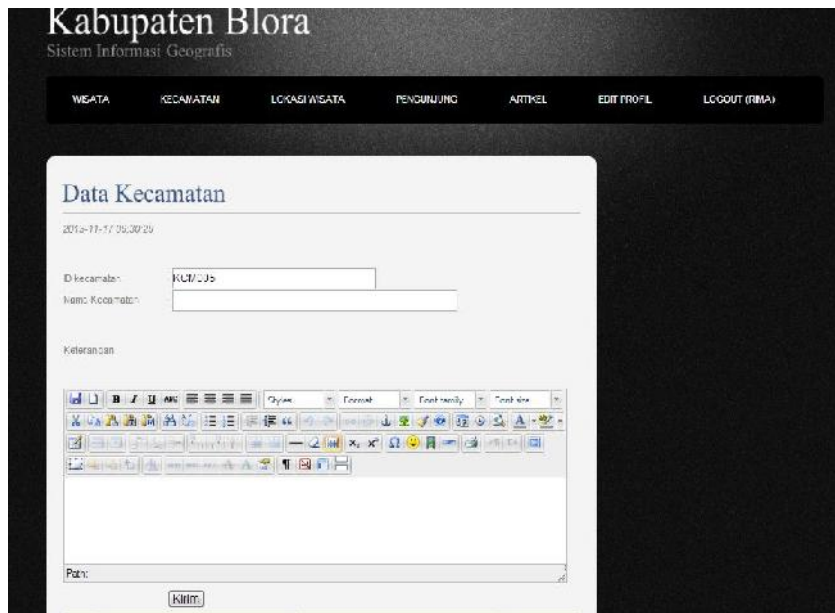 Kabupaten Blora
Sistem Informasi Geografis
WISATA KECAMATAN LOKASI WISATA PENGUNJUNG ARTIKEL EDIT PROFIL LOGOUT (RIMA)
Data Kecamatan
ID kecamatan
Nama Kecamatan
Keterangan
B I U ABC Styles Format Font family Font size
Path:
Kirim